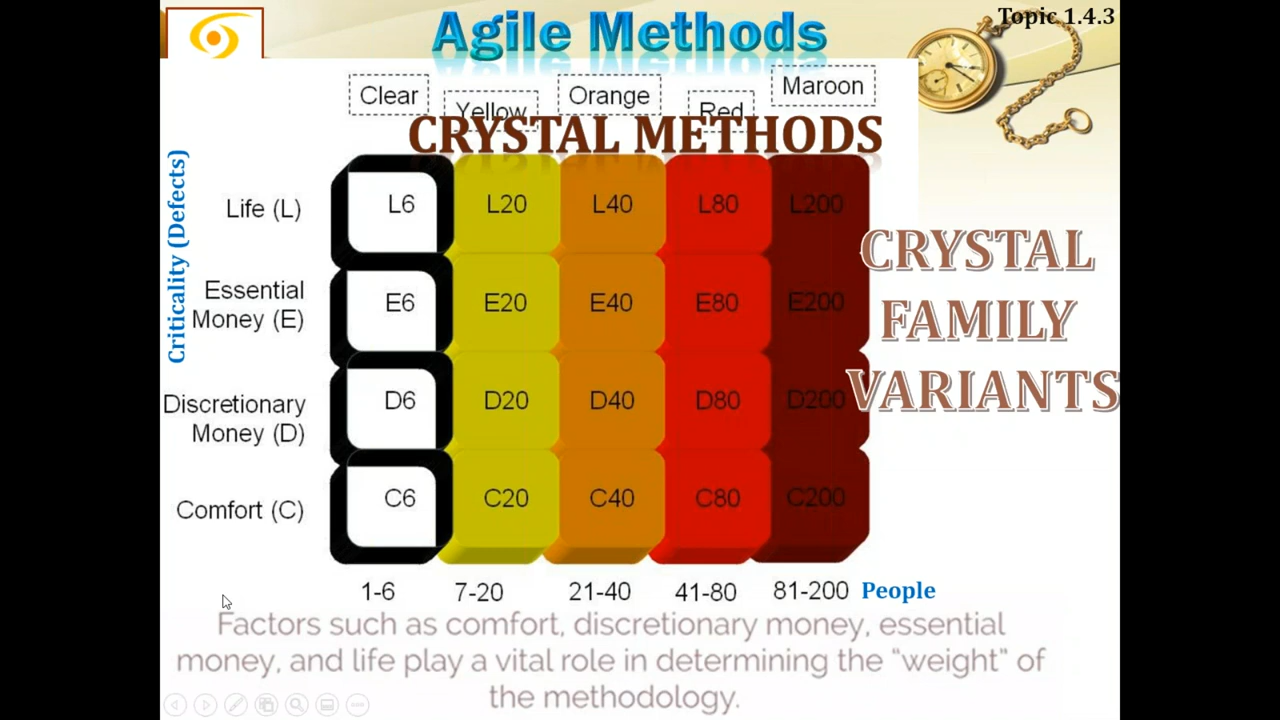 Agile Methods
Topic 1.4.3
Clear
Yellow
Orange
Red
Maroon
CRYSTAL METHODS
Criticality (Defects)
Life (L)
L6
L20
L40
L80
L200
Essential
Money (E)
E6
E20
E40
E80
E200
Discretionary
Money (D)
D6
D20
D40
D80
D200
Comfort (C)
C6
C20
C40
C80
C200
1-6
7-20
21-40
41-80
81-200
People
CRYSTAL
FAMILY
VARIANTS
Factors such as comfort, discretionary money, essential
money, and life play a vital role in determining the “weight” of
the methodology.